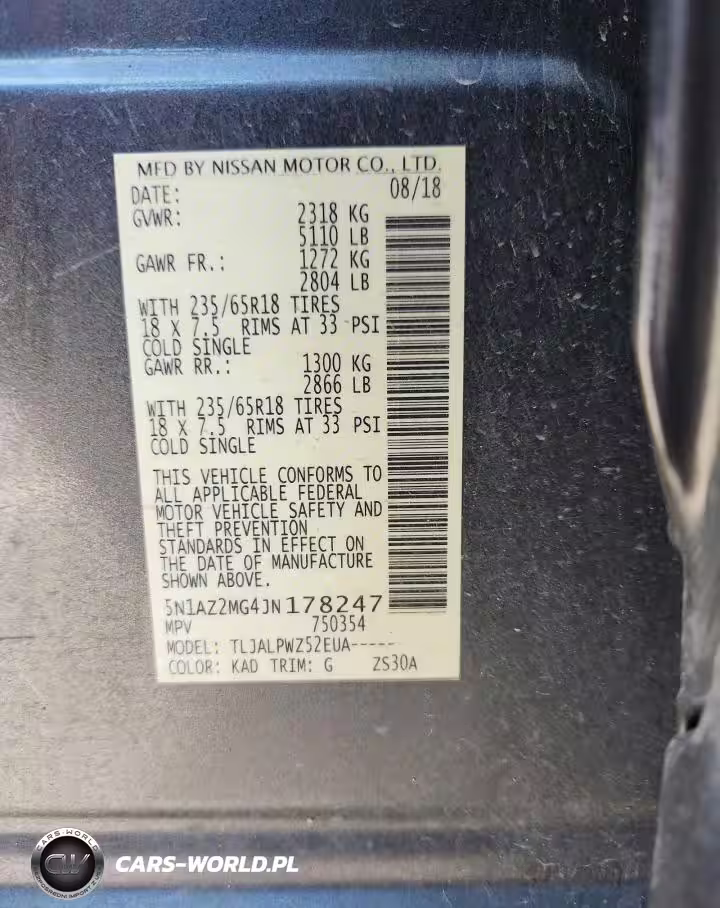 MFD BY NISSAN MOTOR CO., LTD.
DATE: 08/18
GVWR: 2318 KG
5110 LB
GAWR FR.: 1272 KG
2804 LB
WITH 235/65R18 TIRES
18 X 7.5 RIMS AT 33 PSI
COLD SINGLE
GAWR RR.: 1300 KG
2866 LB
WITH 235/65R18 TIRES
18 X 7.5 RIMS AT 33 PSI
COLD SINGLE
THIS VEHICLE CONFORMS TO
ALL APPLICABLE FEDERAL
MOTOR VEHICLE SAFETY AND
THEFT PREVENTION
STANDARDS IN EFFECT ON
THE DATE OF MANUFACTURE
SHOWN ABOVE.
5N1AZ2MG4JN178247
MPV 750354
MODEL: TLJALPWZ52EUA-----
COLOR: KAD TRIM: G ZS30A
CARS-WORLD
CW
CARS-WORLD.PL